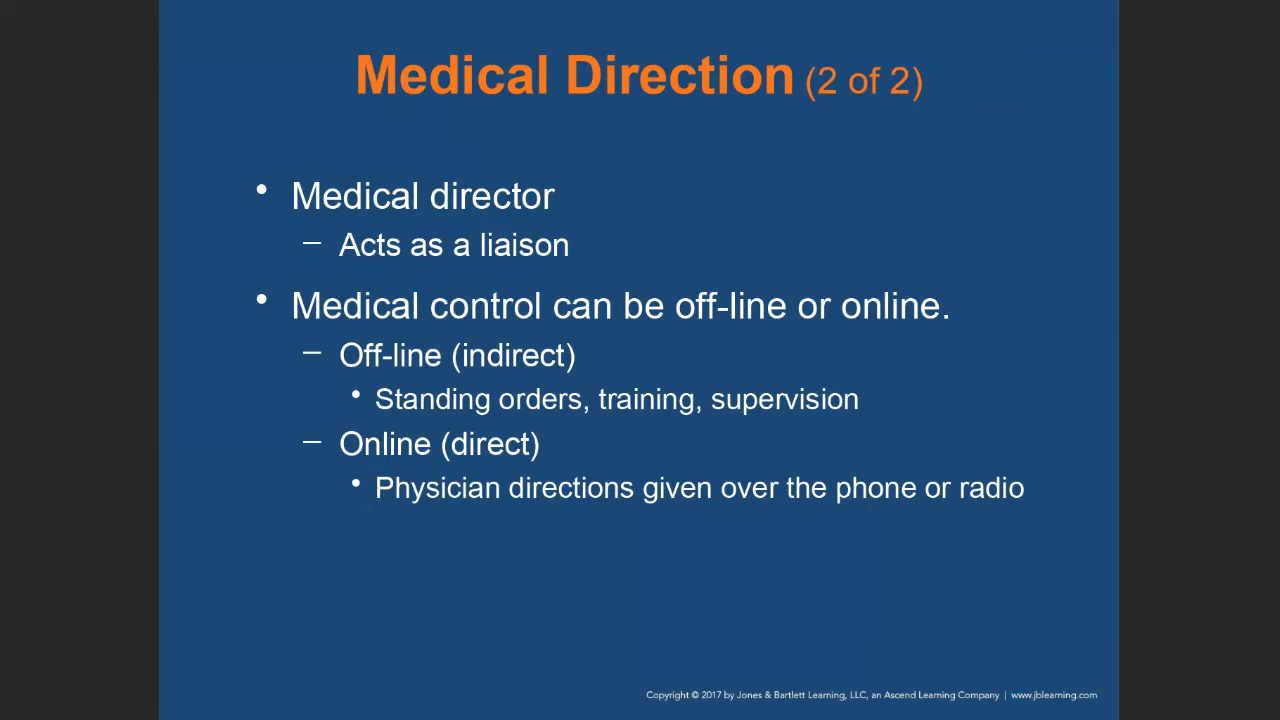 Medical Direction (2 of 2)
• Medical director
– Acts as a liaison
• Medical control can be off-line or online.
– Off-line (indirect)
• Standing orders, training, supervision
– Online (direct)
• Physician directions given over the phone or radio
Copyright © 2017 by Jones & Bartlett Learning, LLC, an Ascend Learning Company | www.jblearning.com